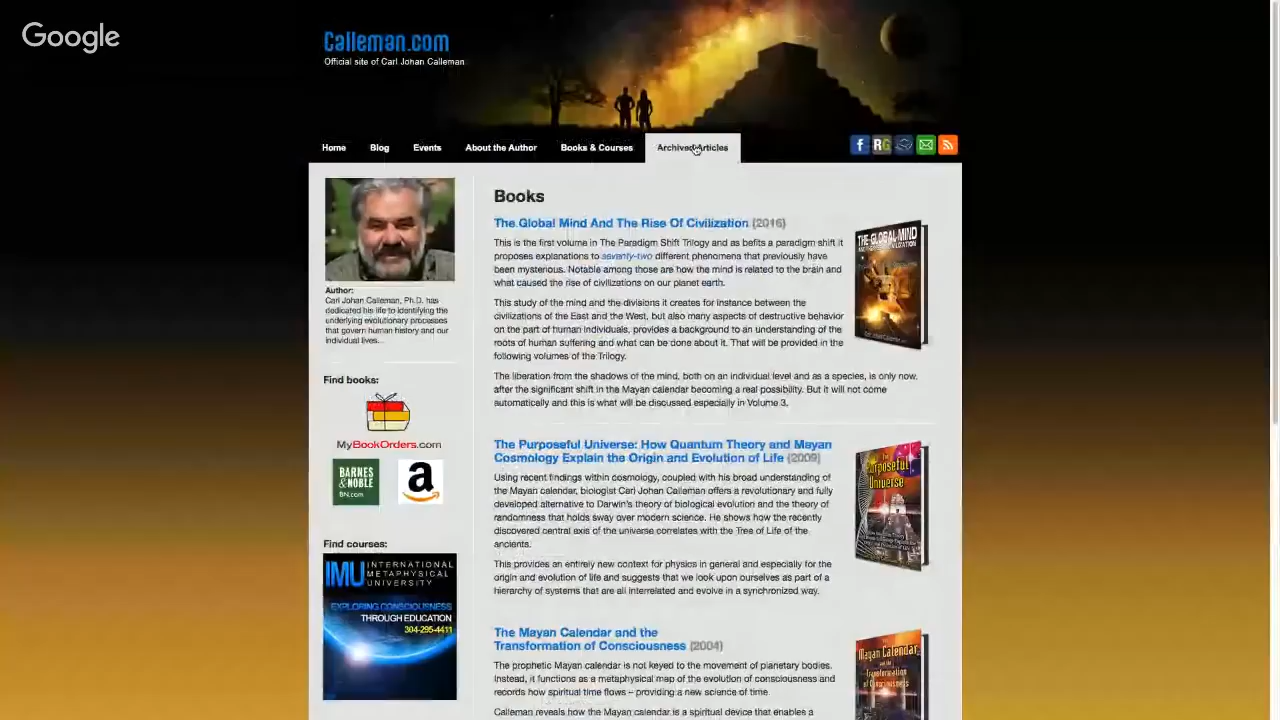 Google
Calleman.com
Official site of Carl Johan Calleman
Home Blog Events About the Author Books & Courses Archived Articles
Author:
Carl Johan Calleman, Ph.D. has
dedicated his life to identifying the
underlying evolutionary processes
that govern human history and our
individual lives...
Find books:
MyBookOrders.com
BARNES
&NOBLE
BN.com
a
Find courses:
IMU INTERNATIONAL
METAPHYSICAL
UNIVERSITY
EXPLORING CONSCIOUSNESS
THROUGH EDUCATION
304-295-4411
Books
The Global Mind And The Rise Of Civilization (2016)
This is the first volume in The Paradigm Shift Trilogy and as befits a paradigm shift it
proposes explanations to seventy-two different phenomena that previously have
been mysterious. Notable among those are how the mind is related to the brain and
what caused the rise of civilizations on our planet earth.
This study of the mind and the divisions it creates for instance between the
civilizations of the East and the West, but also many aspects of destructive behavior
on the part of human individuals, provides a background to an understanding of the
roots of human suffering and what can be done about it. That will be provided in the
following volumes of the Trilogy.
The liberation from the shadows of the mind, both on an individual level and as a species, is only now,
after the significant shift in the Mayan calendar becoming a real possibility. But it will not come
automatically and this is what will be discussed especially in Volume 3.
THE GLOBAL MIND
The Purposeful Universe: How Quantum Theory and Mayan
Cosmology Explain the Origin and Evolution of Life (2009)
Using recent findings within cosmology, coupled with his broad understanding of
the Mayan calendar, biologist Carl Johan Calleman offers a revolutionary and fully
developed alternative to Darwin's theory of biological evolution and the theory of
randomness that holds sway over modern science. He shows how the recently
discovered central axis of the universe correlates with the Tree of Life of the
ancients.
This provides an entirely new context for physics in general and especially for the
origin and evolution of life and suggests that we look upon ourselves as part of a
hierarchy of systems that are all interrelated and evolve in a synchronized way.
Purposeful
Universe
The Mayan Calendar and the
Transformation of Consciousness (2004)
The prophetic Mayan calendar is not keyed to the movement of planetary bodies.
Instead, it functions as a metaphysical map of the evolution of consciousness and
records how spiritual time flows – providing a new science of time.
Calleman reveals how the Mayan calendar is a spiritual device that enables a
Mayan Calendar
and the
Transformation
of Consciousness